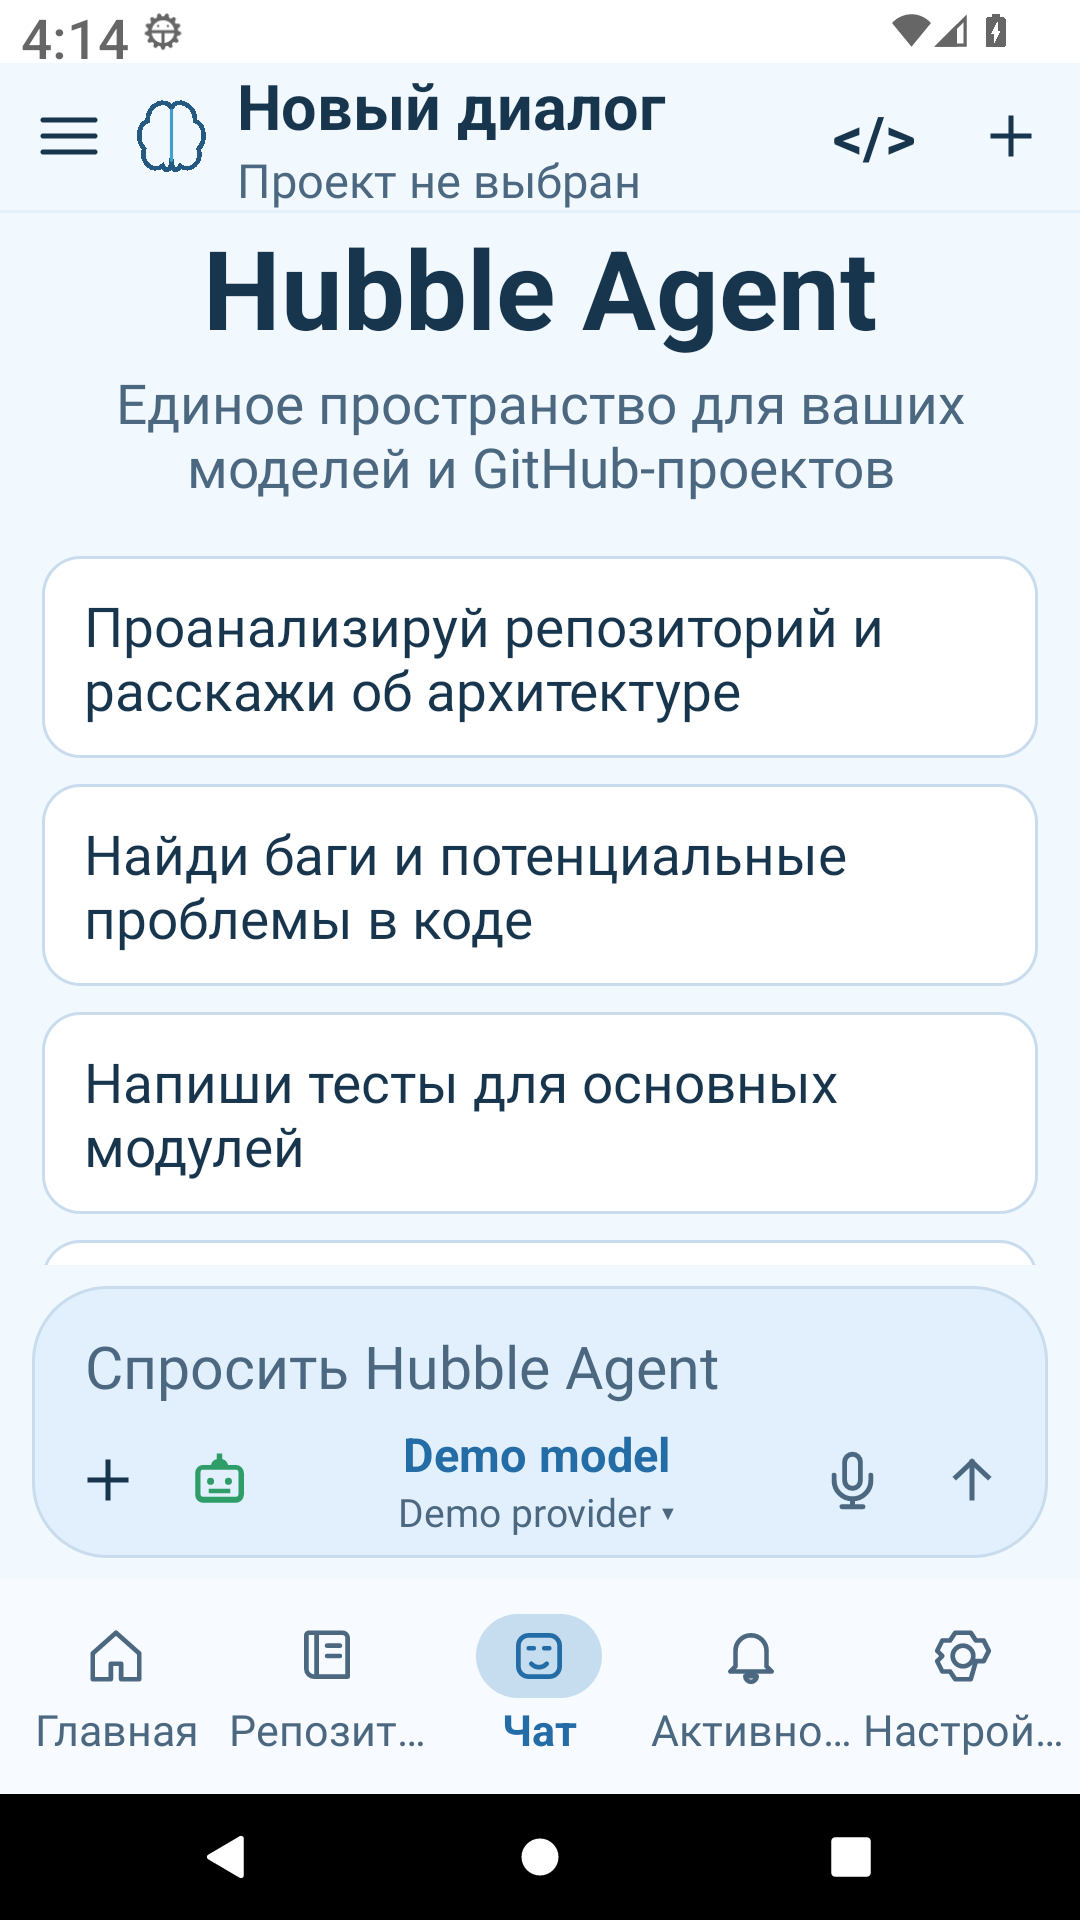 4:14
Новый диалог
Проект не выбран
</>
Hubble Agent
Единое пространство для ваших
моделей и GitHub-проектов
Проанализируй репозиторий и
расскажи об архитектуре
Найди баги и потенциальные
проблемы в коде
Напиши тесты для основных
модулей
Спросить Hubble Agent
Demo model
Demo provider ▾
Главная
Репозит...
Чат
Активно...
Настрой...